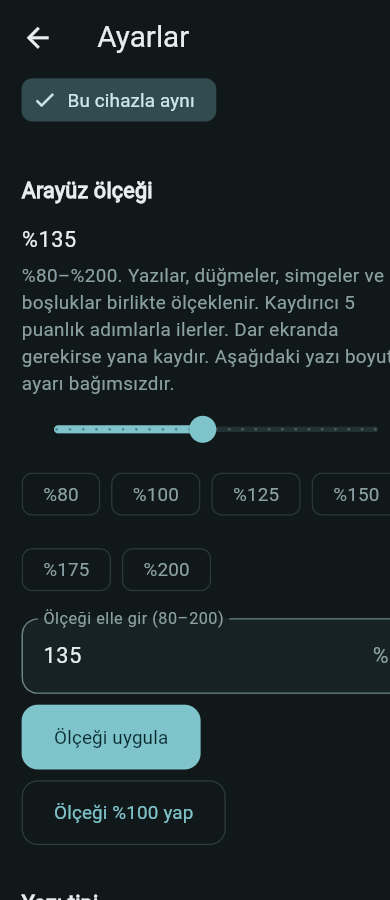 Ayarlar
Bu cihazla aynı
Arayüz ölçeği
%135
%80–%200. Yazılar, düğmeler, simgeler ve
boşluklar birlikte ölçeklenir. Kaydırıcı 5
puanlık adımlarla ilerler. Dar ekranda
gerekirse yana kaydır. Aşağıdaki yazı boyut
ayarı bağımsızdır.
%80 %100 %125 %150
%175 %200
Ölçeği elle gir (80–200)
135 %
Ölçeği uygula
Ölçeği %100 yap
Yazı tipi